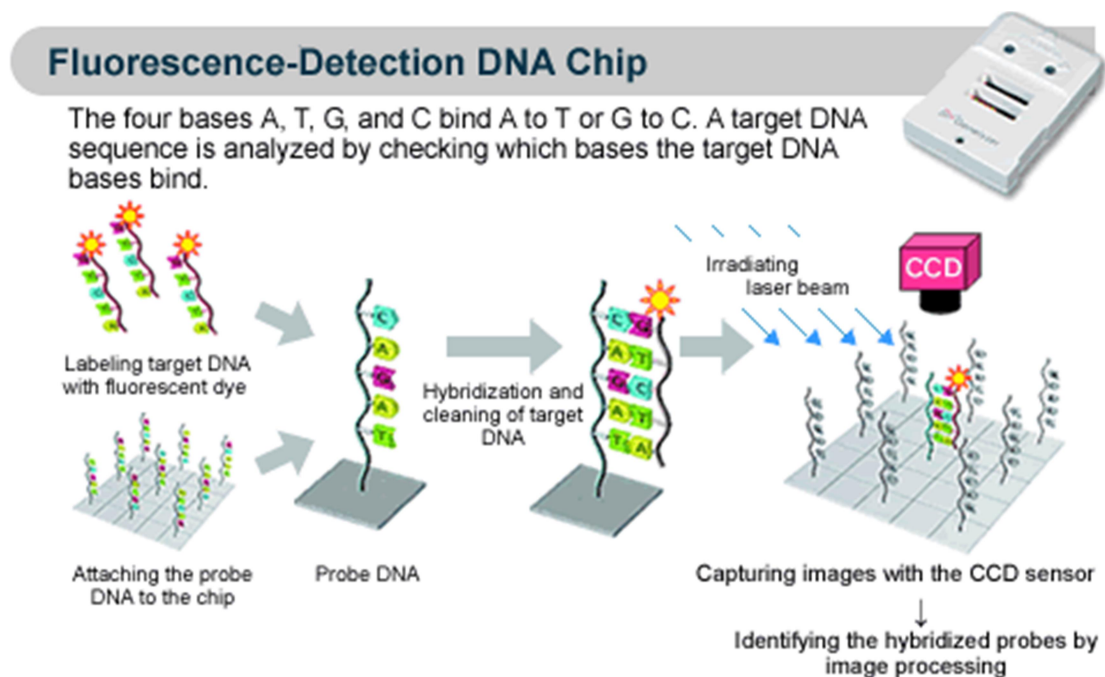 Fluorescence-Detection DNA Chip
The four bases A, T, G, and C bind A to T or G to C. A target DNA
sequence is analyzed by checking which bases the target DNA
bases bind.
Labeling target DNA
with fluorescent dye
Attaching the probe
DNA to the chip
C
A
G
A
T
Probe DNA
Hybridization and
cleaning of target
DNA
C G
A T
G C
A T
T A
Irradiating
laser beam
CCD
Capturing images with the CCD sensor
↓
Identifying the hybridized probes by
image processing